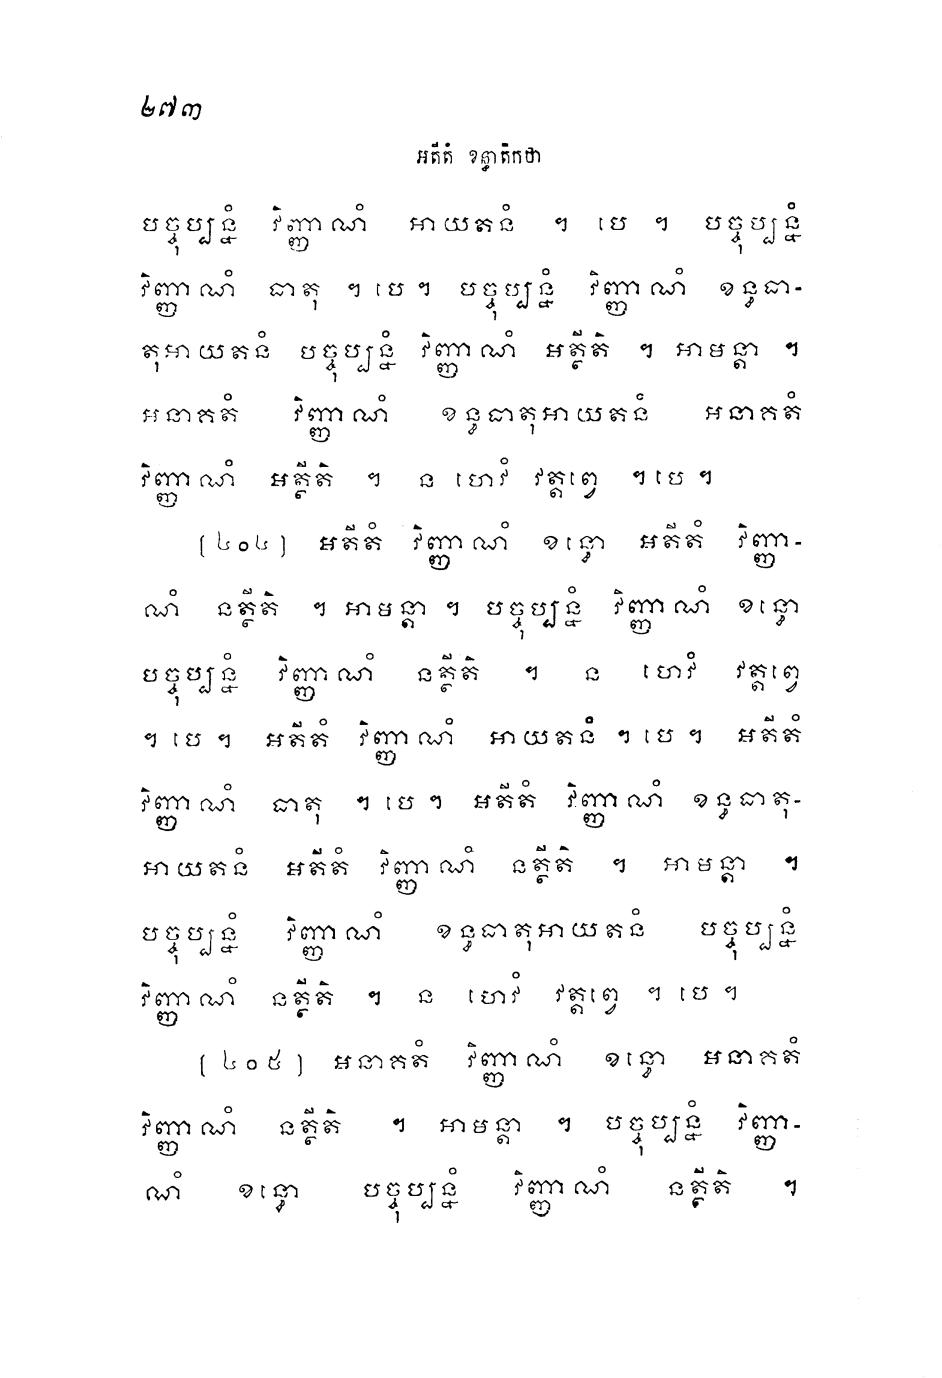 ២៧៣
អតីតំ ខន្ធាតិកថា
បច្ចុប្បន្នំ វិញ្ញាណំ អាយតនំ ។ បេ ។ បច្ចុប្បន្នំ
វិញ្ញាណំ ធាតុ ។ បេ ។ បច្ចុប្បន្នំ វិញ្ញាណំ ខន្ធធា-
តុអាយតនំ បច្ចុប្បន្នំ វិញ្ញាណំ អត្ថីតិ ។ អាមន្តា ។
អនាគតំ វិញ្ញាណំ ខន្ធធាតុអាយតនំ អនាគតំ
វិញ្ញាណំ អត្ថីតិ ។ ន ហេវំ វត្តព្វេ ។ បេ ។
(៤០៤) អតីតំ វិញ្ញាណំ ខន្ធោ អតីតំ វិញ្ញា-
ណំ នត្ថីតិ ។ អាមន្តា ។ បច្ចុប្បន្នំ វិញ្ញាណំ ខន្ធោ
បច្ចុប្បន្នំ វិញ្ញាណំ នត្ថីតិ ។ ន ហេវំ វត្តព្វេ
។ បេ ។ អតីតំ វិញ្ញាណំ អាយតនំ ។ បេ ។ អតីតំ
វិញ្ញាណំ ធាតុ ។ បេ ។ អតីតំ វិញ្ញាណំ ខន្ធធាតុ-
អាយតនំ អតីតំ វិញ្ញាណំ នត្ថីតិ ។ អាមន្តា ។
បច្ចុប្បន្នំ វិញ្ញាណំ ខន្ធធាតុអាយតនំ បច្ចុប្បន្នំ
វិញ្ញាណំ នត្ថីតិ ។ ន ហេវំ វត្តព្វេ ។ បេ ។
(៤០៥) អនាគតំ វិញ្ញាណំ ខន្ធោ អនាគតំ
វិញ្ញាណំ នត្ថីតិ ។ អាមន្តា ។ បច្ចុប្បន្នំ វិញ្ញា-
ណំ ខន្ធោ បច្ចុប្បន្នំ វិញ្ញាណំ នត្ថីតិ ។